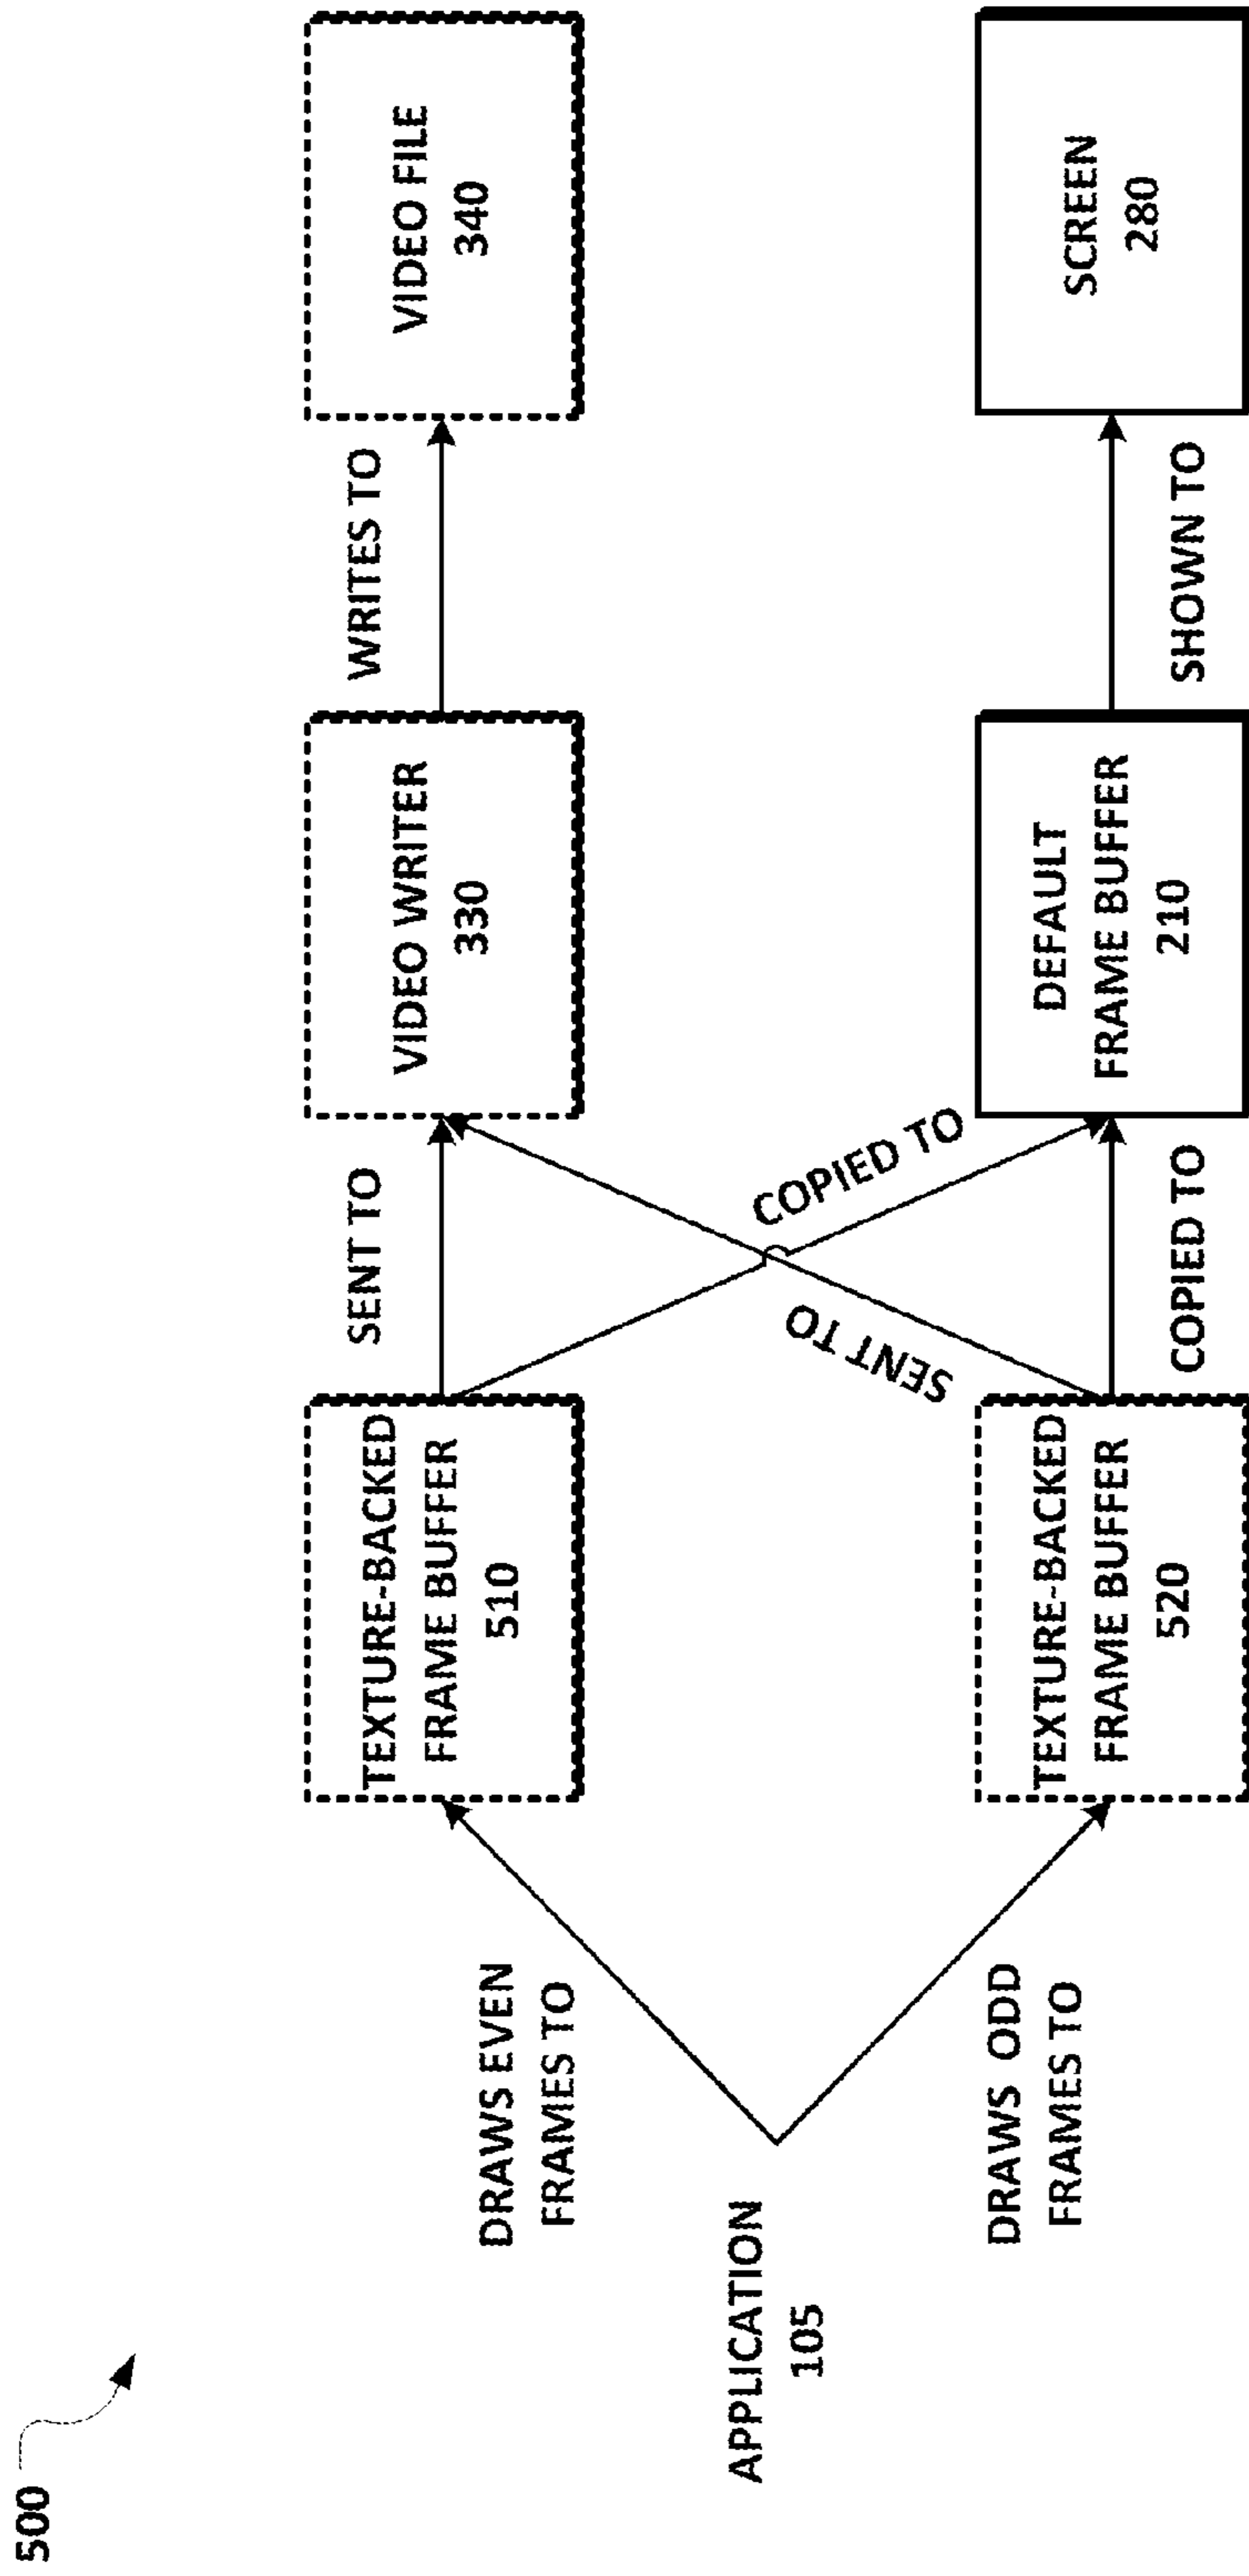 500
APPLICATION
105
DRAWS EVEN
FRAMES TO
DRAWS ODD
FRAMES TO
TEXTURE-BACKED
FRAME BUFFER
510
TEXTURE-BACKED
FRAME BUFFER
520
SENT TO
COPIED TO
SENT TO
COPIED TO
VIDEO WRITER
330
DEFAULT
FRAME BUFFER
210
WRITES TO
SHOWN TO
VIDEO FILE
340
SCREEN
280